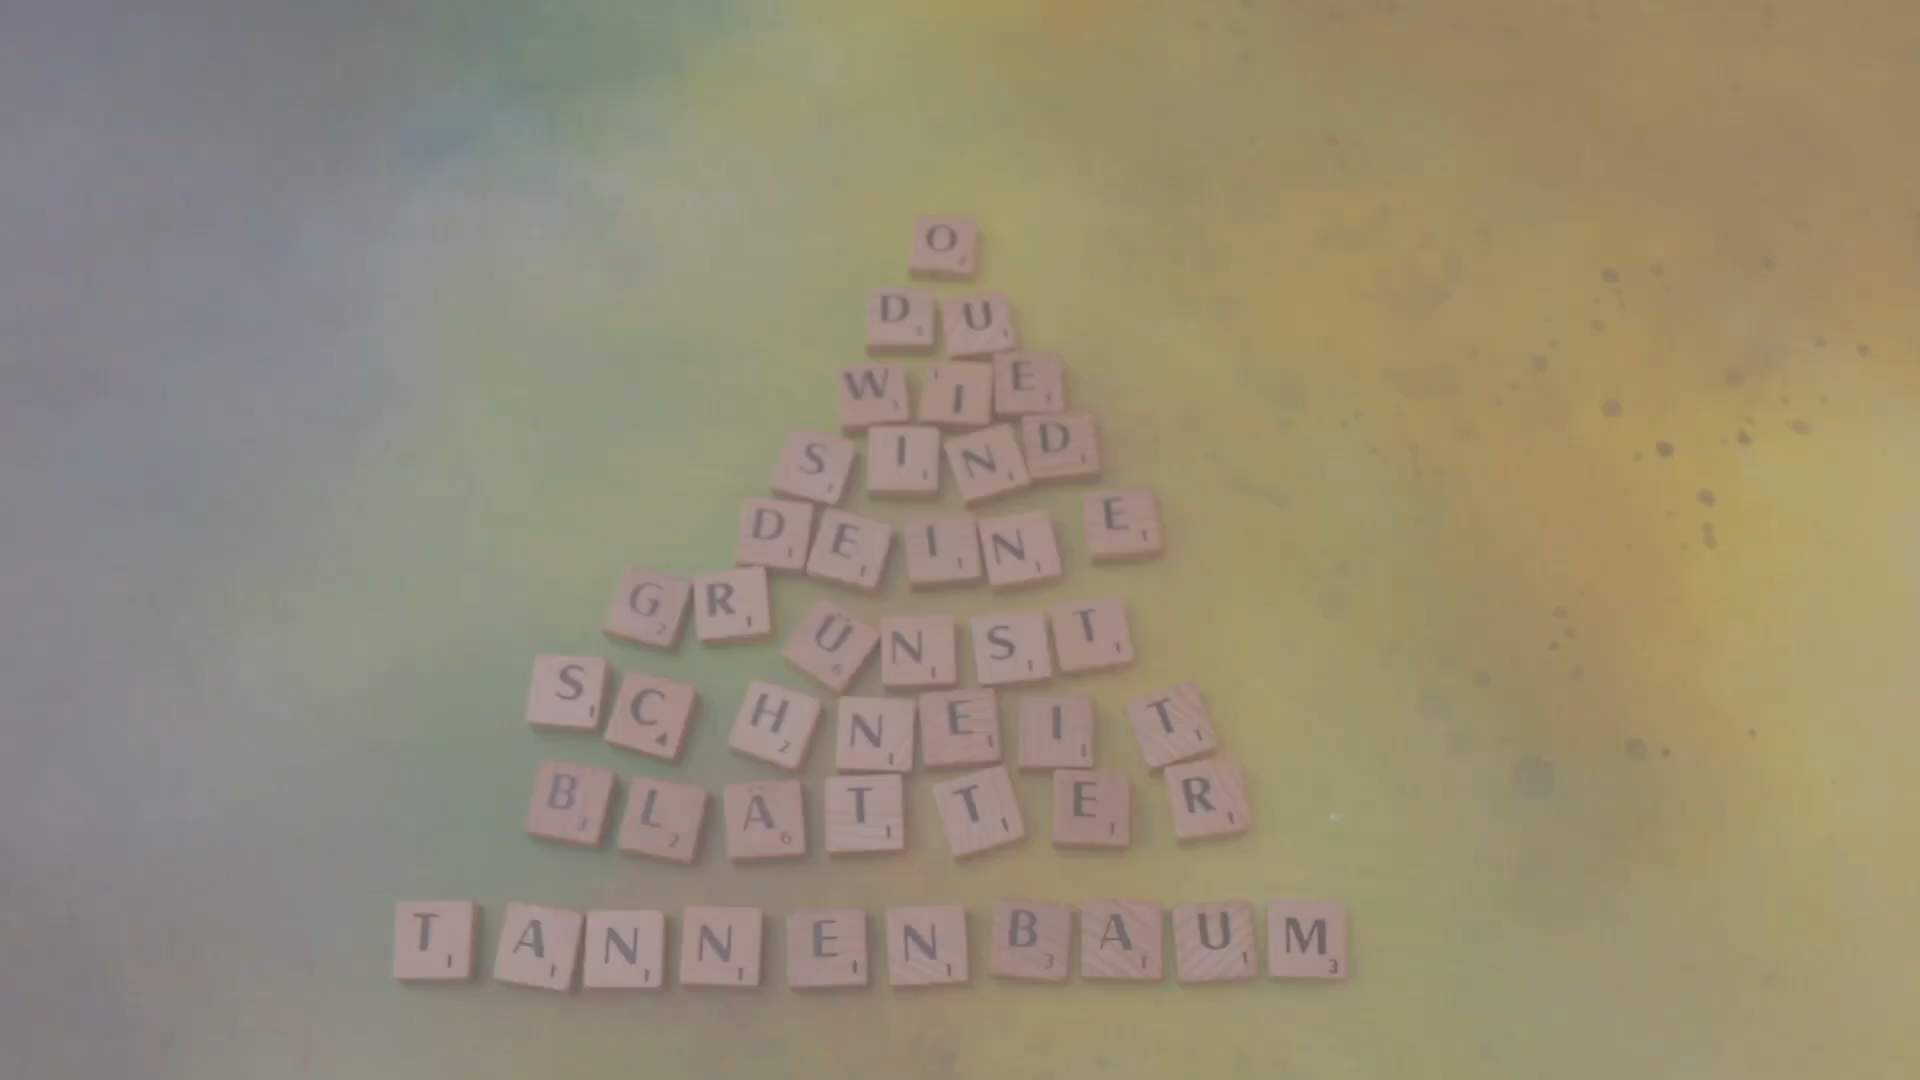 O
DU
WIE
SIND
DEINE
GRÜNST
SCHNEIT
BLÄTTER
TANNENBAUM